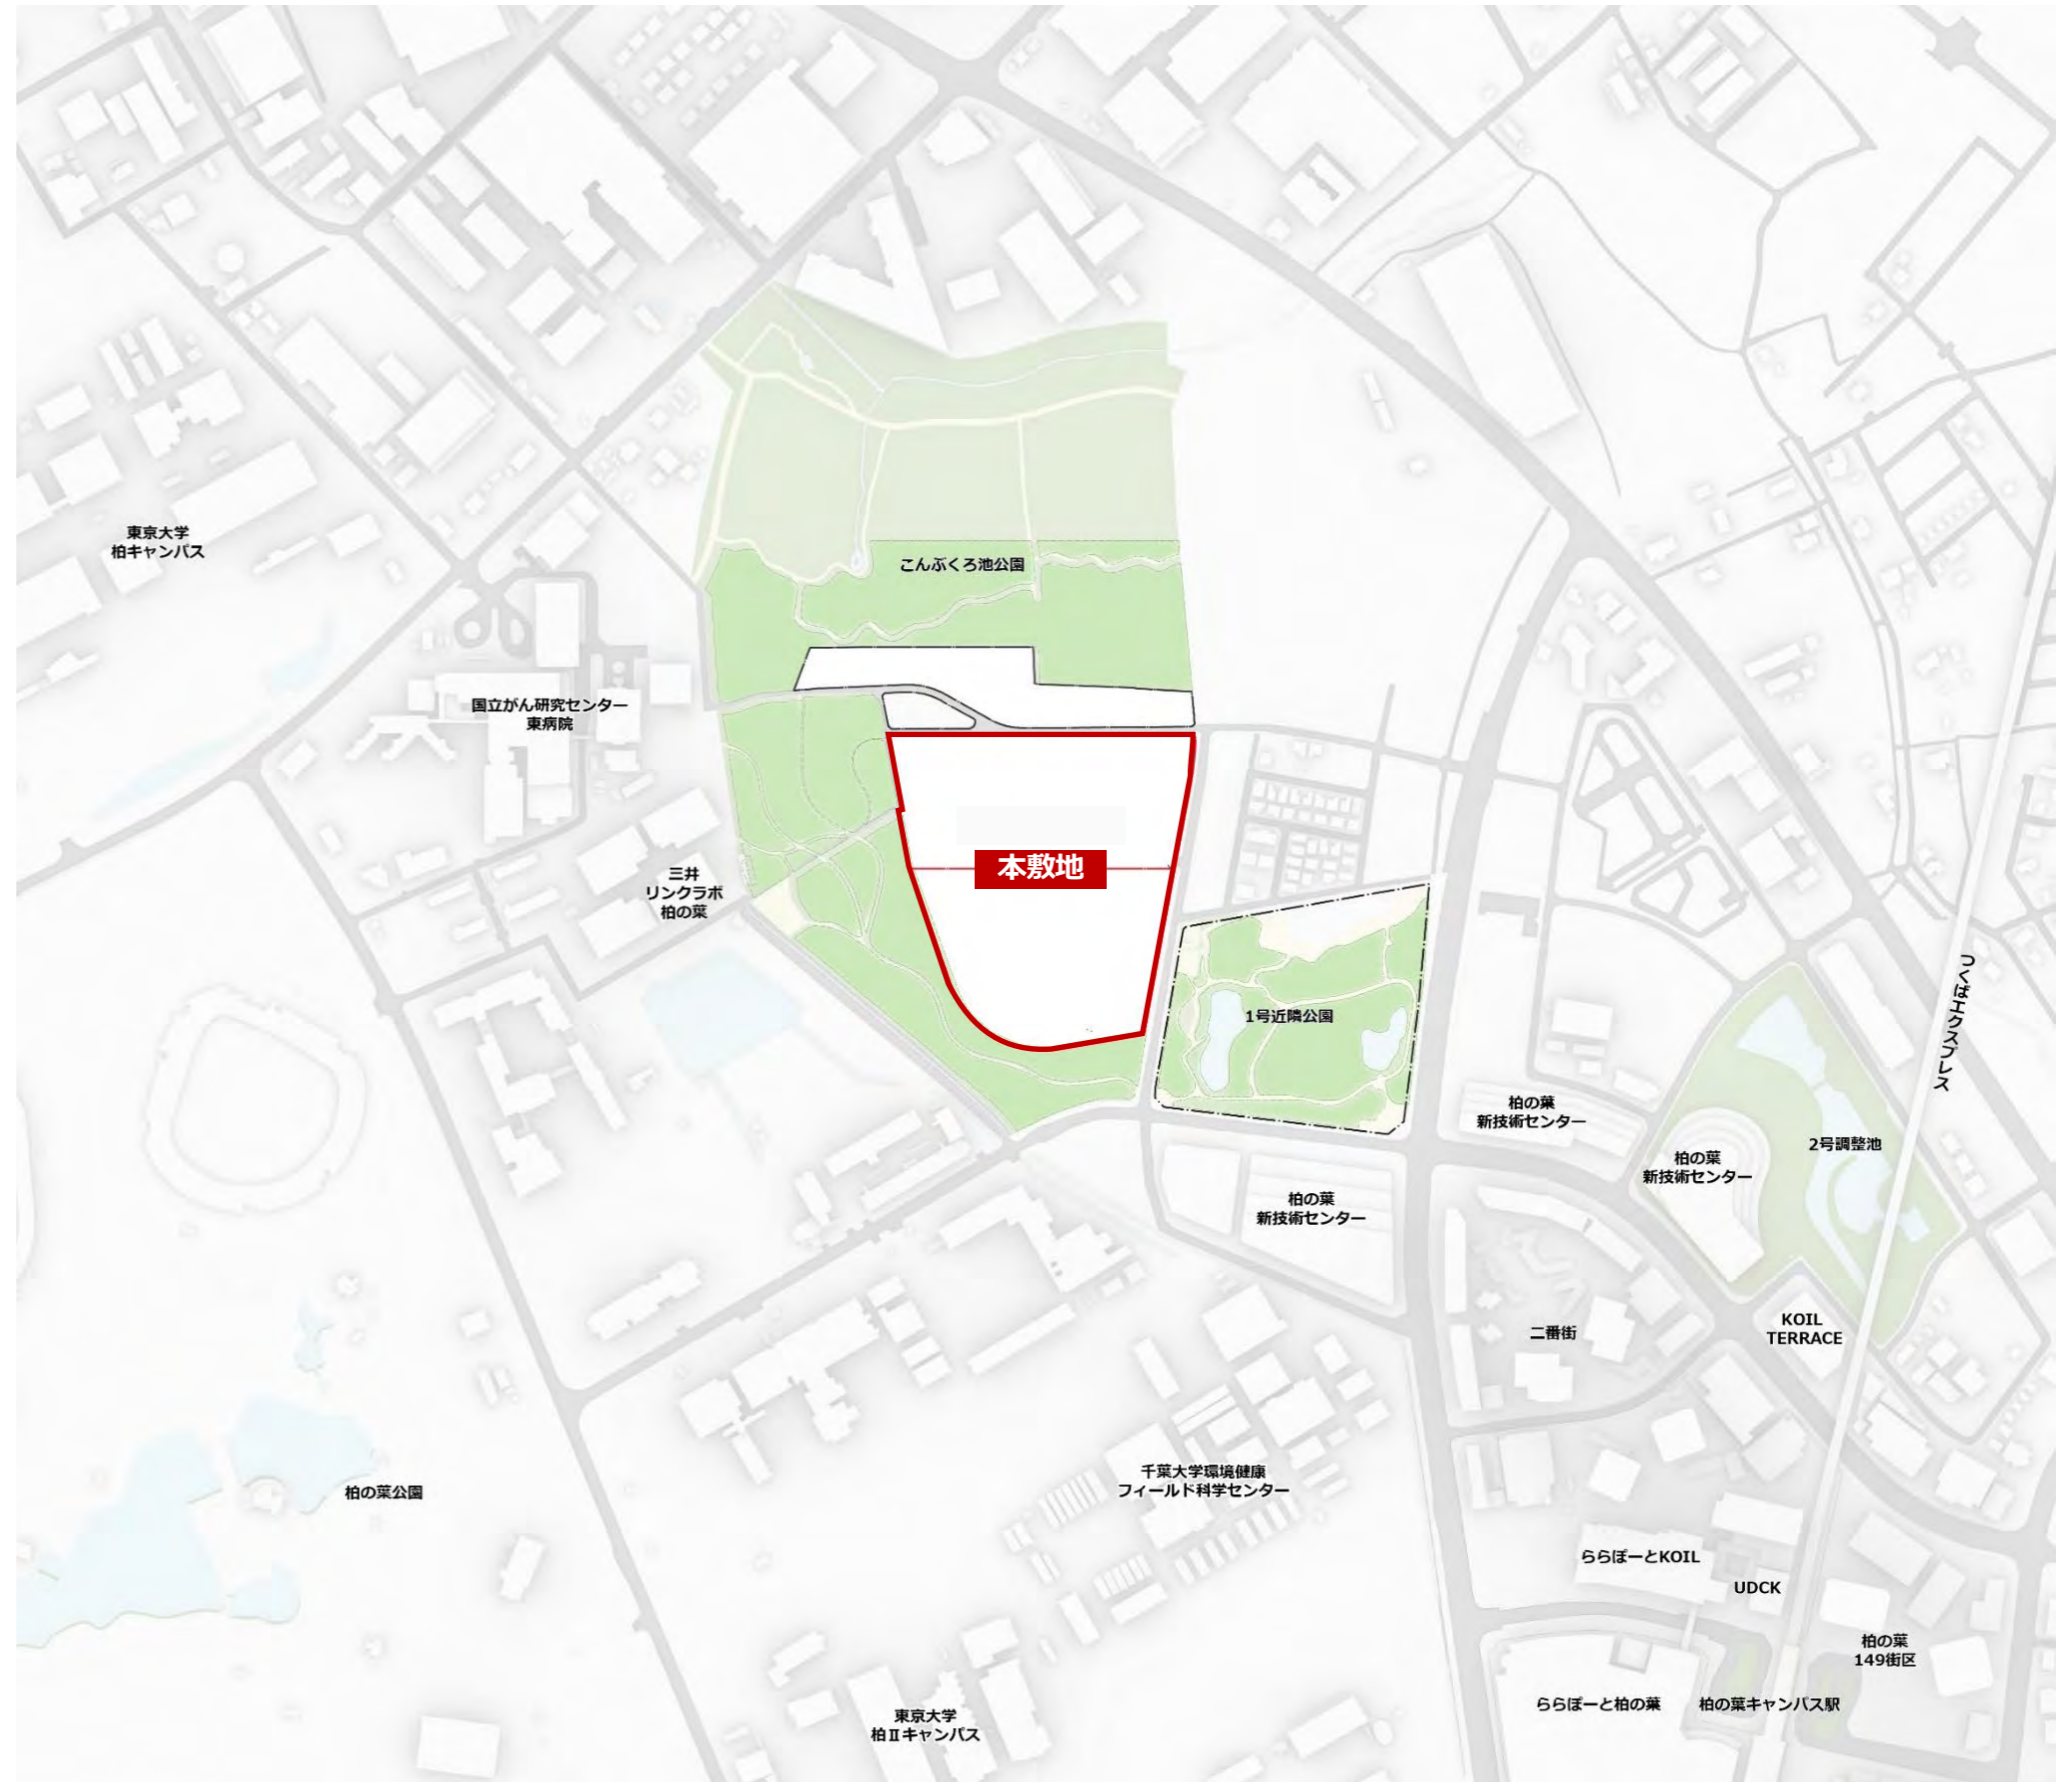 東京大学
柏キャンパス
こんぶくろ池公園
国立がん研究センター
東病院
本敷地
三井
リンクラボ
柏の葉
つくばエクスプレス
1号近隣公園
柏の葉
新技術センター
2号調整池
柏の葉
新技術センター
柏の葉
新技術センター
二番街
KOIL
TERRACE
千葉大学環境健康
フィールド科学センター
柏の葉公園
ららぽーとKOIL
UDCK
柏の葉
149街区
ららぽーと柏の葉
柏の葉キャンパス駅
東京大学
柏Ⅱキャンパス